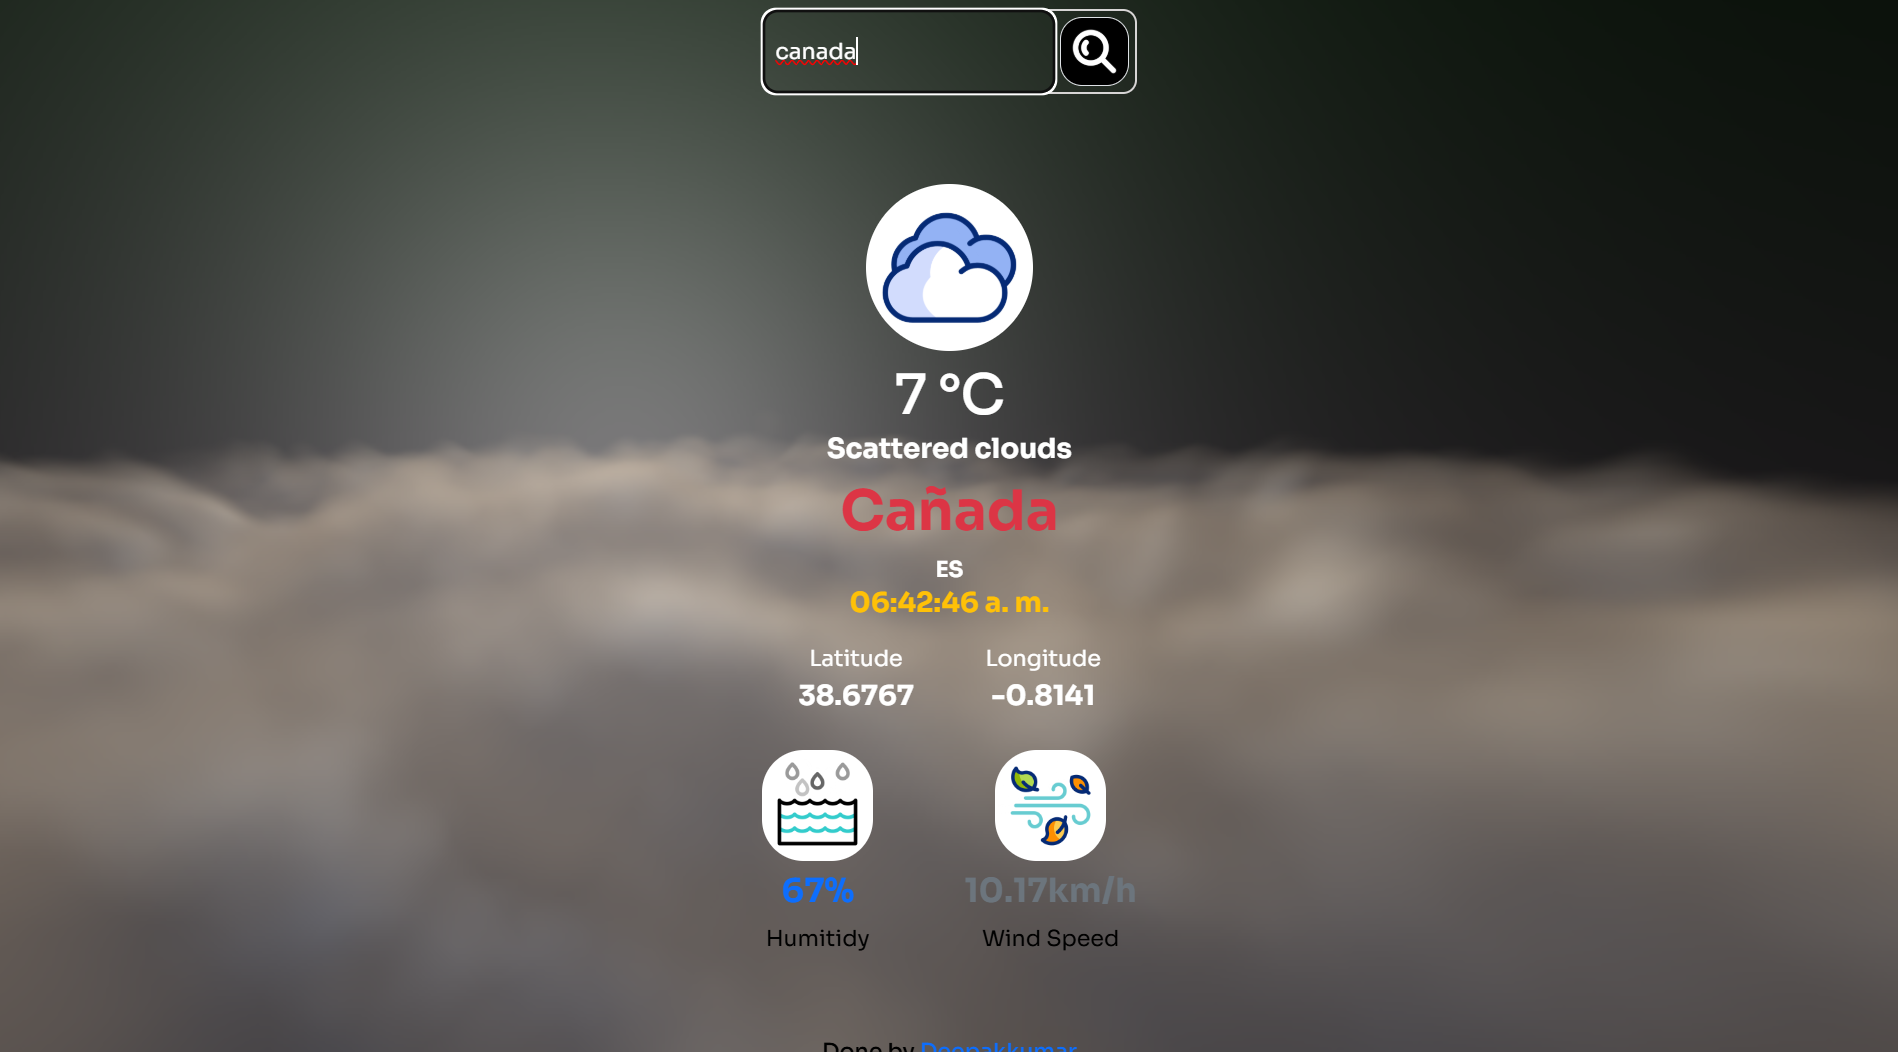 canada
7 °C
Scattered clouds
Cañada
ES
06:42:46 a. m.
Latitude Longitude
38.6767 -0.8141
67% 10.17km/h
Humitidy Wind Speed
Done by Deepakkumar